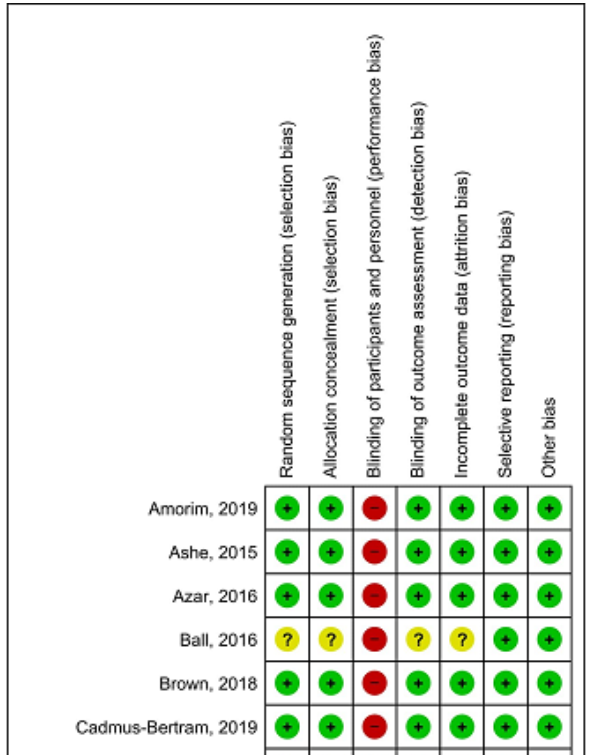 Random sequence generation (selection bias)
Allocation concealment (selection bias)
Blinding of participants and personnel (performance bias)
Blinding of outcome assessment (detection bias)
Incomplete outcome data (attrition bias)
Selective reporting (reporting bias)
Other bias
Amorim, 2019 + + - + + + +
Ashe, 2015 + + - + + + +
Azar, 2016 + + - + + + +
Ball, 2016 ? ? - ? ? + +
Brown, 2018 + + - + + + +
Cadmus-Bertram, 2019 + + - + + + +